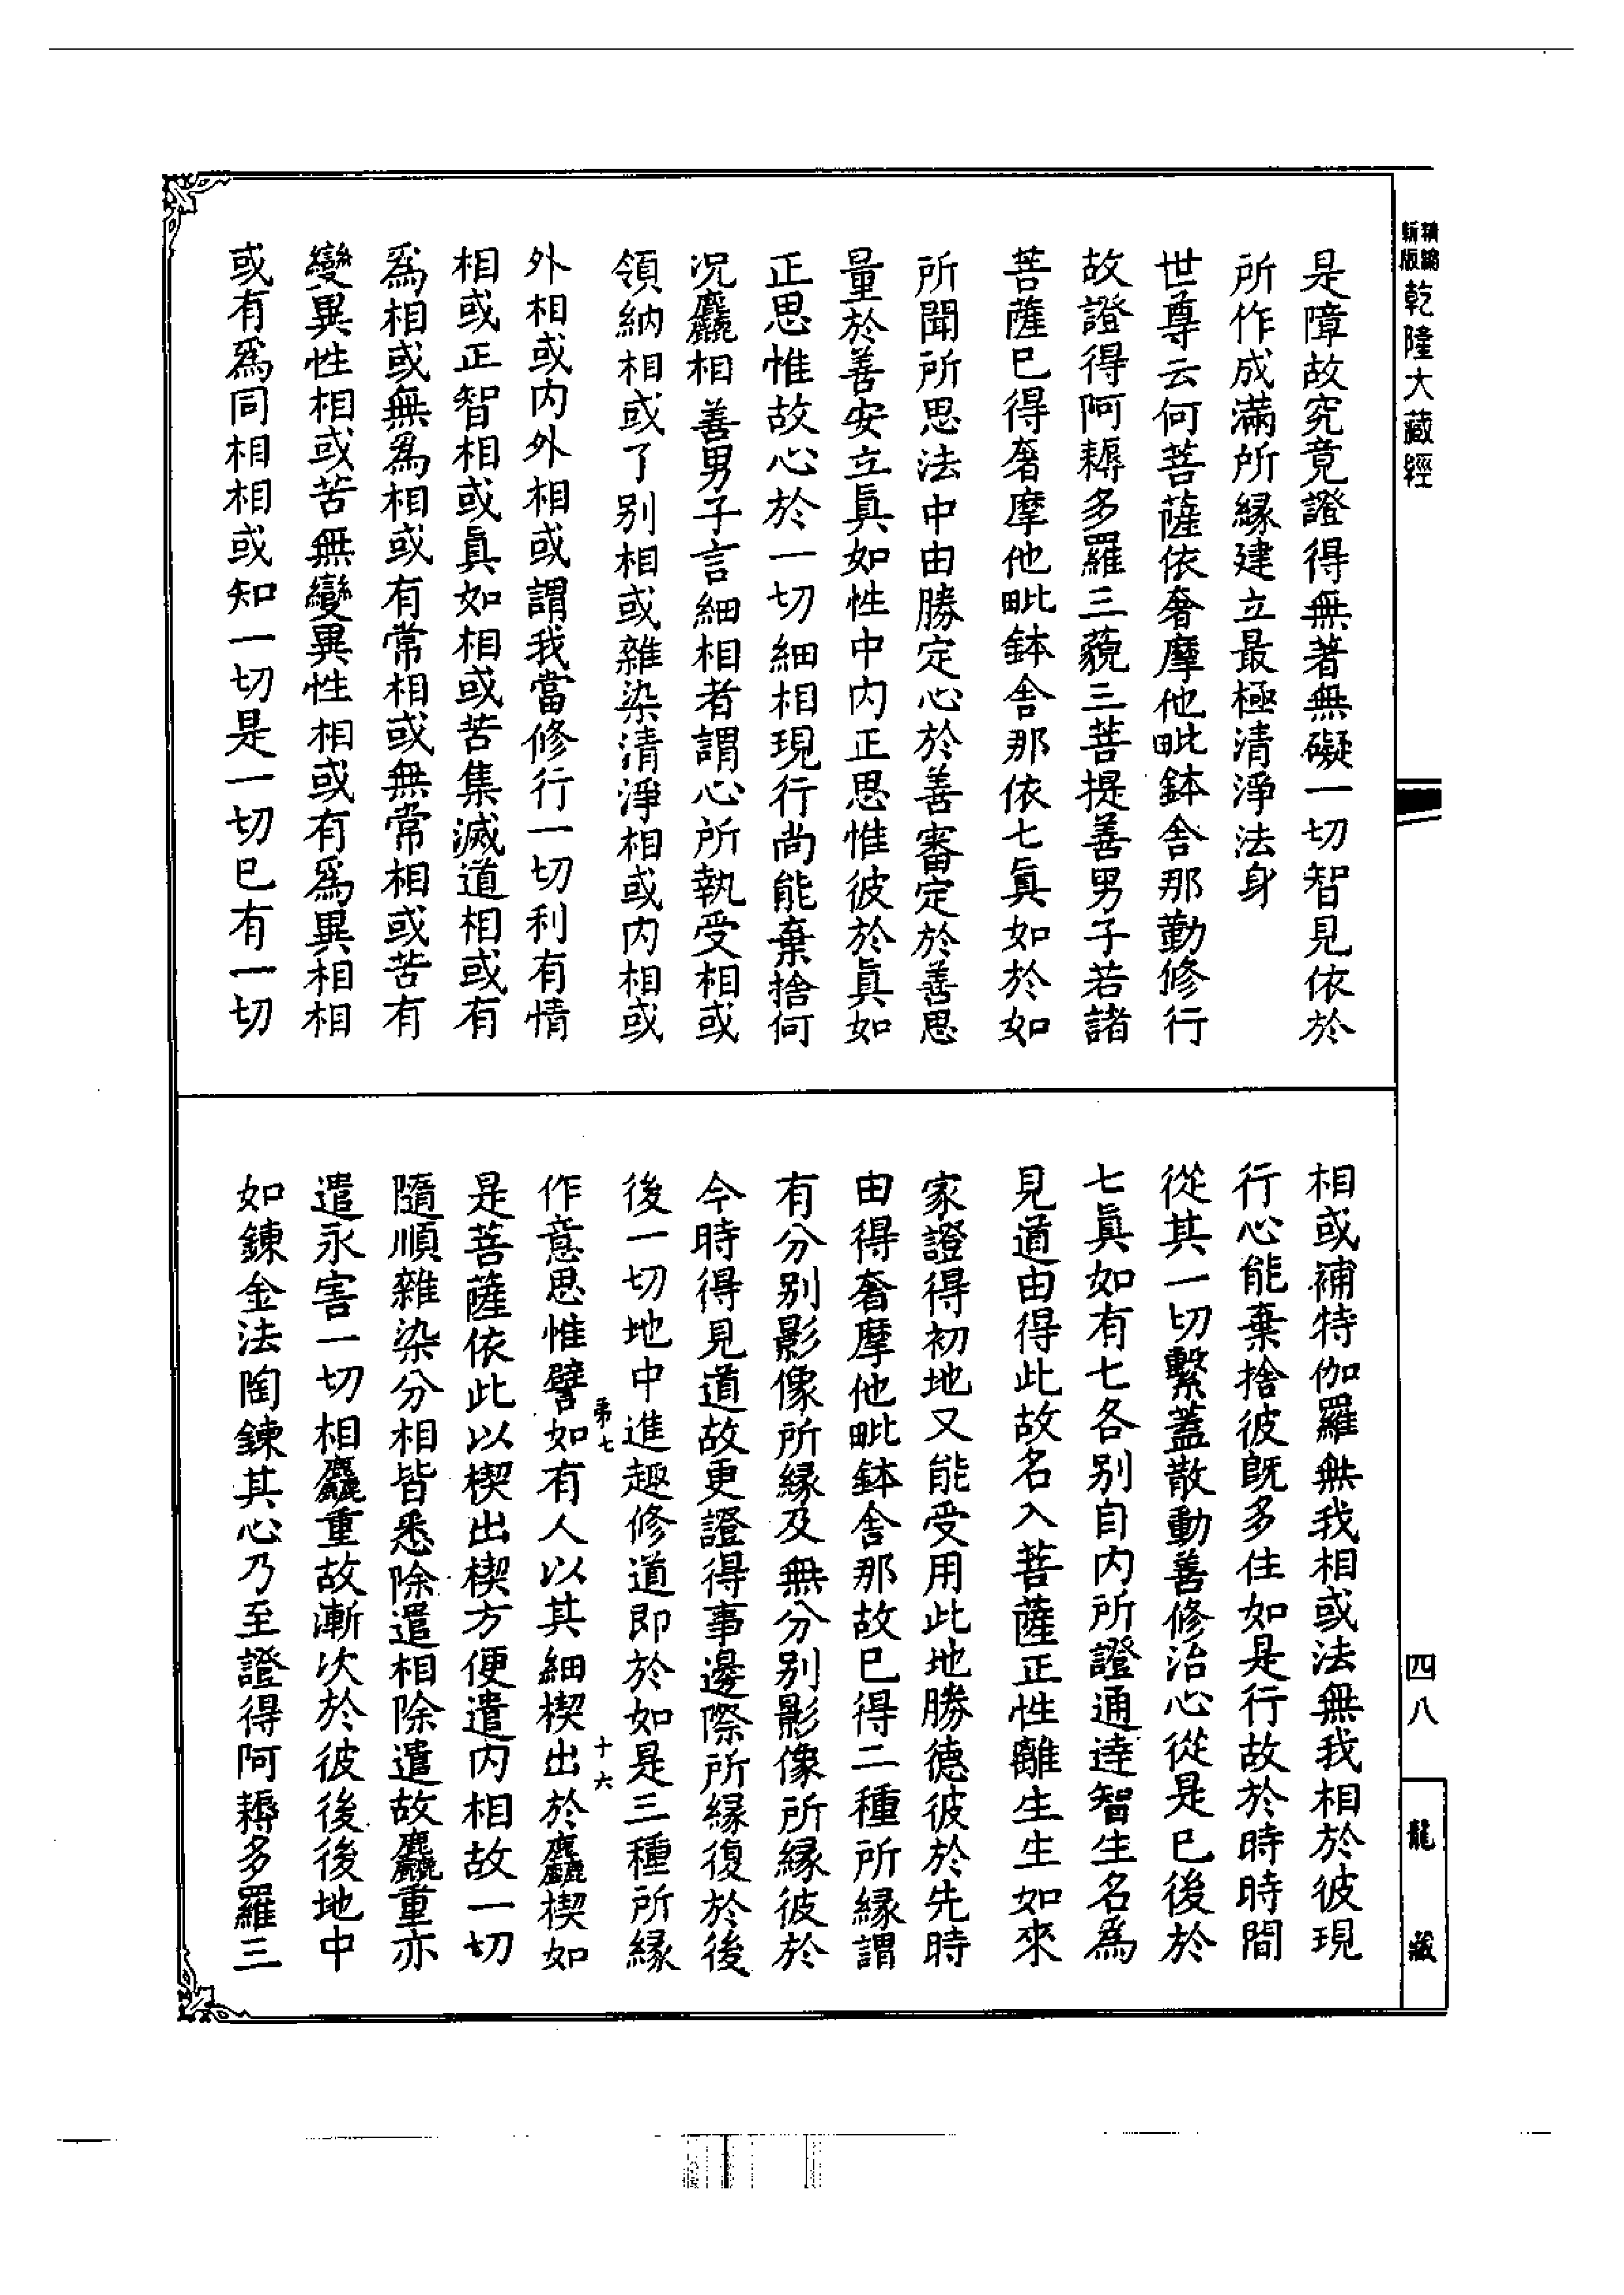 精編
新版
乾隆大藏經
是障故究竟證得無著無礙一切智見依於
所作成滿所緣建立最極清淨法身
世尊云何菩薩依奢摩他毗鉢舍那勤修行
故證得阿耨多羅三藐三菩提善男子若諸
菩薩巳得奢摩他毗鉢舍那依七眞如於如
所聞所思法中由勝定心於善審定於善思
量於善安立眞如性中内正思惟彼於眞如
正思惟故心於一切細相現行尚能棄捨何
况麤相善男子言細相者謂心所執受相或
領納相或了别相或雜染清淨相或内相或
外相或内外相或謂我當修行一切利有情
相或正智相或眞如相或苦集滅道相或有
爲相或無爲相或有常相或無常相或苦有
變異性相或苦無變異性相或有爲異相相
或有爲同相相或知一切是一切巳有一切
相或補特伽羅無我相或法無我相於彼現
行心能棄捨彼旣多住如是行故於時時間
從其一切繫蓋散動善修治心從是巳後於
七眞如有七各别自内所證通達智生名爲
見道由得此故名入菩薩正性離生生如來
家證得初地又能受用此地勝德彼於先時
由得奢摩他毗鉢舍那故巳得二種所緣謂
有分别影像所緣及無分别影像所緣彼於
今時得見道故更證得事邊際所緣復於後
後一切地中進趣修道即於如是三種所緣
第七
十六
作意思惟譬如有人以其細楔出於麤楔如
是菩薩依此以楔出楔方便遣内相故一切
隨順雜染分相皆悉除遣相除遣故麤重亦
遣永害一切相麤重故漸次於彼後後地中
如鍊金法陶鍊其心乃至證得阿耨多羅三
四八
龍藏